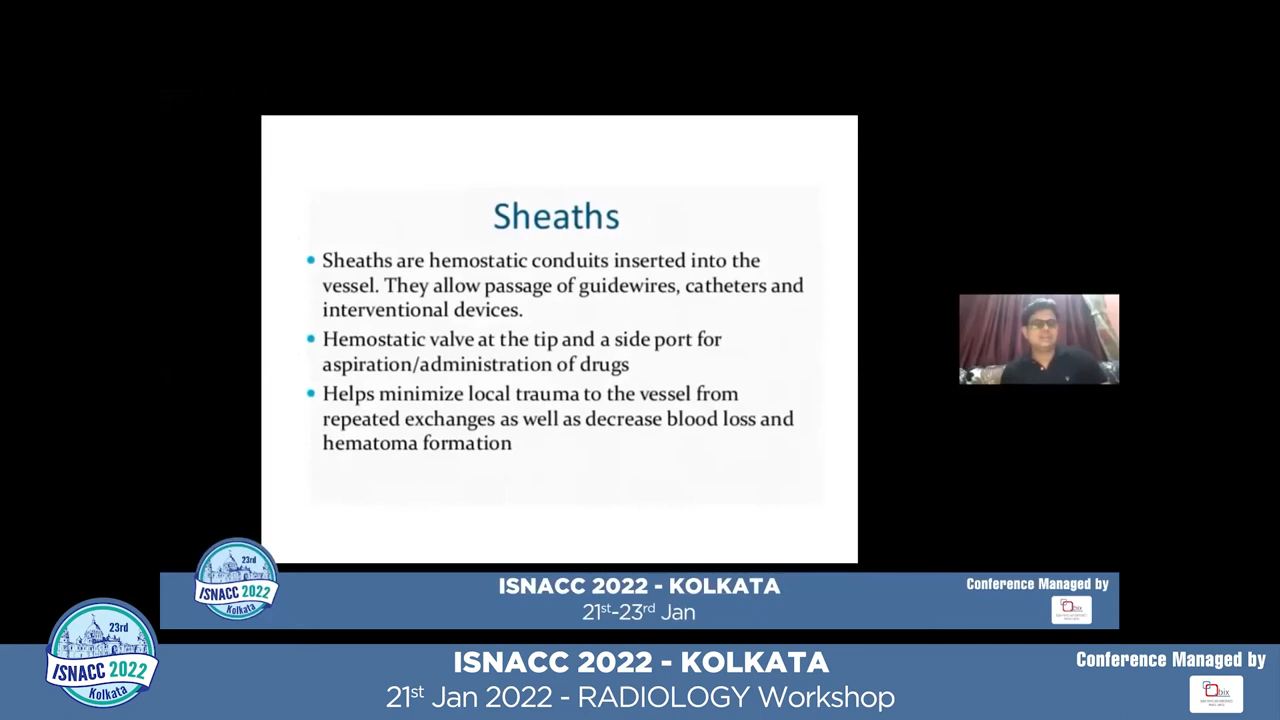 Sheaths
• Sheaths are hemostatic conduits inserted into the
vessel. They allow passage of guidewires, catheters and
interventional devices.
• Hemostatic valve at the tip and a side port for
aspiration/administration of drugs
• Helps minimize local trauma to the vessel from
repeated exchanges as well as decrease blood loss and
hematoma formation
23rd
ISNACC 2022
Kolkata
ISNACC 2022 - KOLKATA
21st-23rd Jan
Conference Managed by
bix
23rd
ISNACC 2022
Kolkata
ISNACC 2022 - KOLKATA
21st Jan 2022 - RADIOLOGY Workshop
Conference Managed by
bix